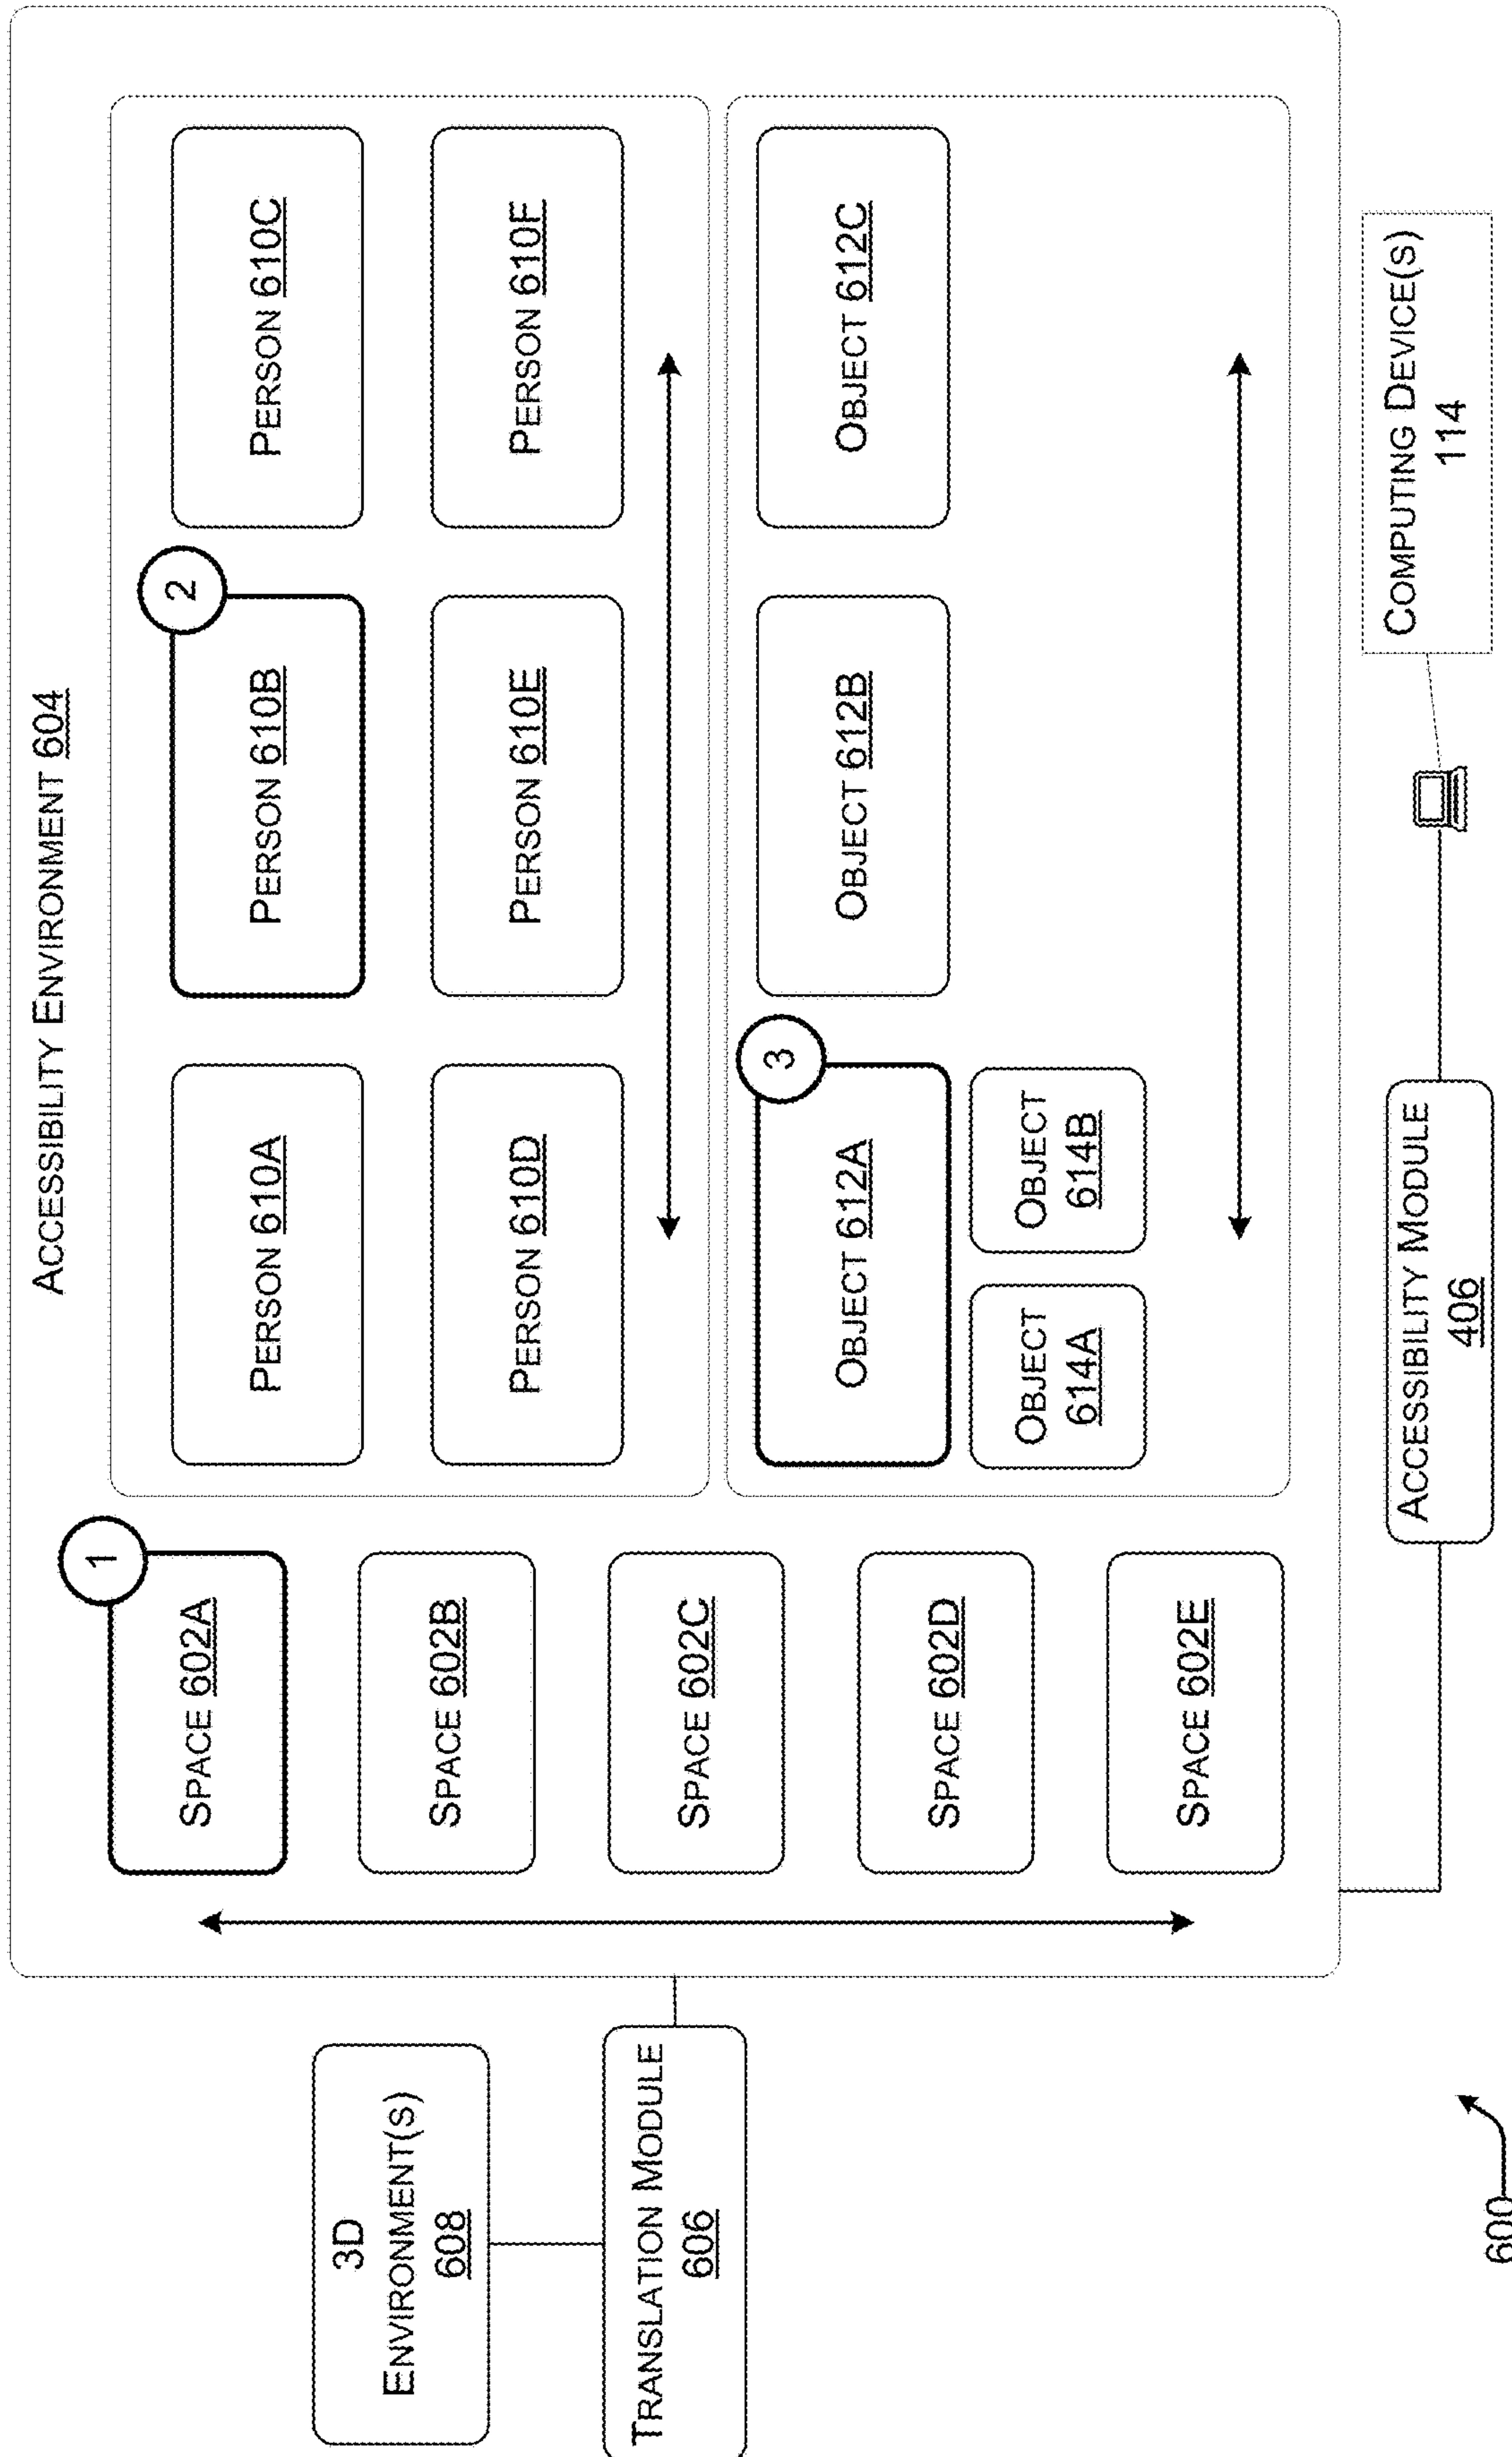 ACCESSIBILITY ENVIRONMENT 604
1
SPACE 602A
SPACE 602B
SPACE 602C
SPACE 602D
SPACE 602E
2
PERSON 610A
PERSON 610B
PERSON 610C
PERSON 610D
PERSON 610E
PERSON 610F
3
OBJECT 612A
OBJECT 612B
OBJECT 612C
OBJECT
614A
OBJECT
614B
3D
ENVIRONMENT(S)
608
TRANSLATION MODULE
606
ACCESSIBILITY MODULE
406
COMPUTING DEVICE(S)
114
600